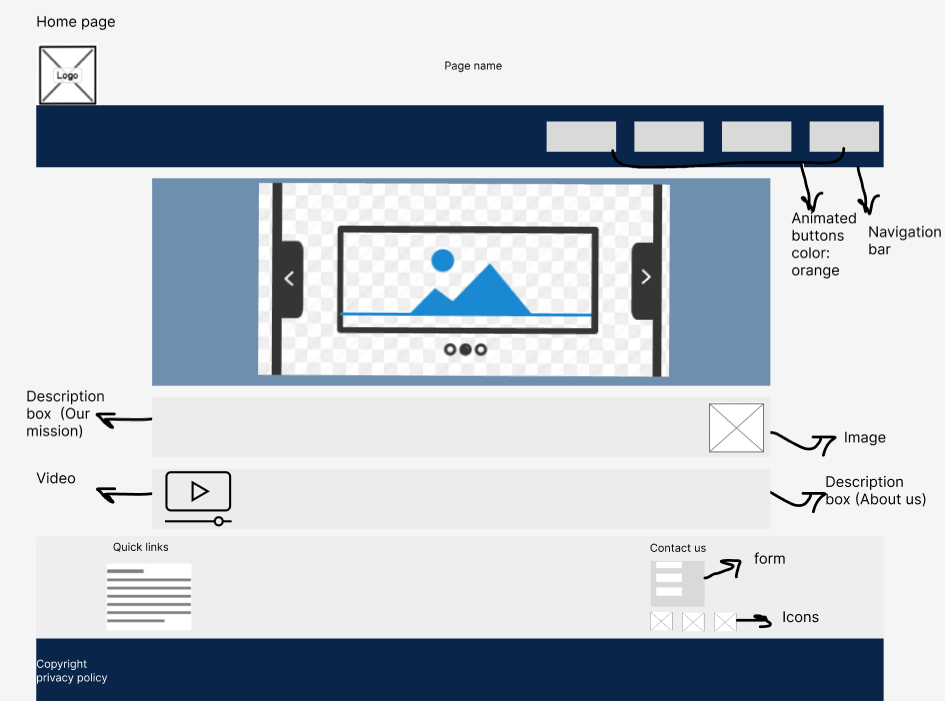 Home page
Logo
Page name
Animated
buttons
color:
orange
Navigation
bar
Description
box (Our
mission)
Image
Video
Description
box (About us)
Quick links
Contact us
form
Icons
Copyright
privacy policy